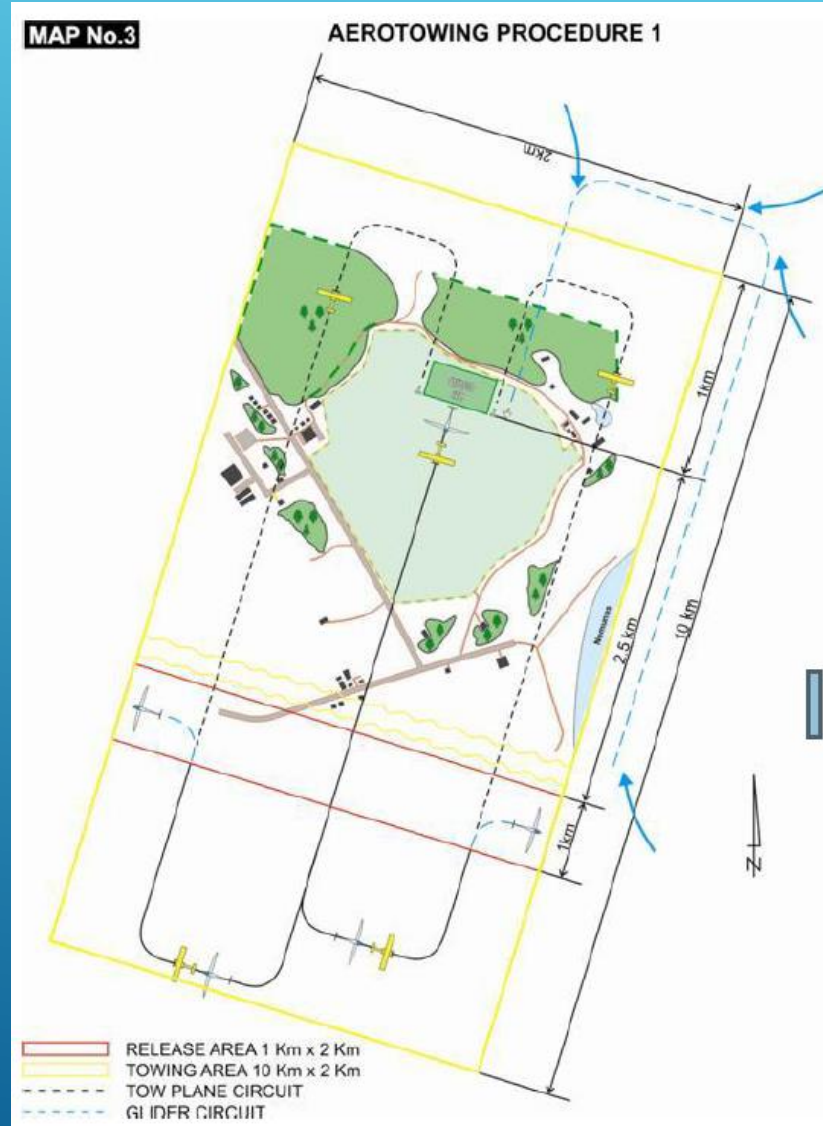 MAP No.3
AEROTOWING PROCEDURE 1
2km
1km
10 km
2.5 km
Nemunas
1km
N
RELEASE AREA 1 Km x 2 Km
TOWING AREA 10 Km x 2 Km
TOW PLANE CIRCUIT
GLIDER CIRCUIT